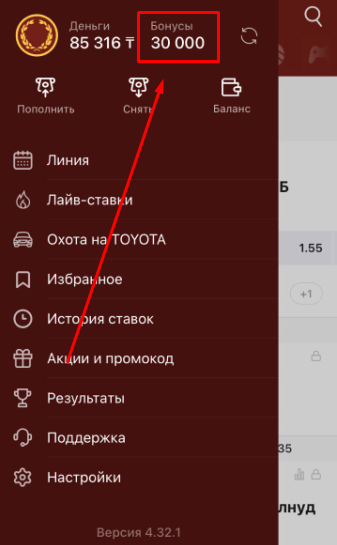 Деньги
Бонусы
85 316 ₸
30 000
Пополнить
Снять
Баланс
Линия
Лайв-ставки
Охота на TOYOTA
Избранное
История ставок
Акции и промокод
Результаты
Поддержка
Настройки
Версия 4.32.1
Б
1.55
+1
35
лнуд